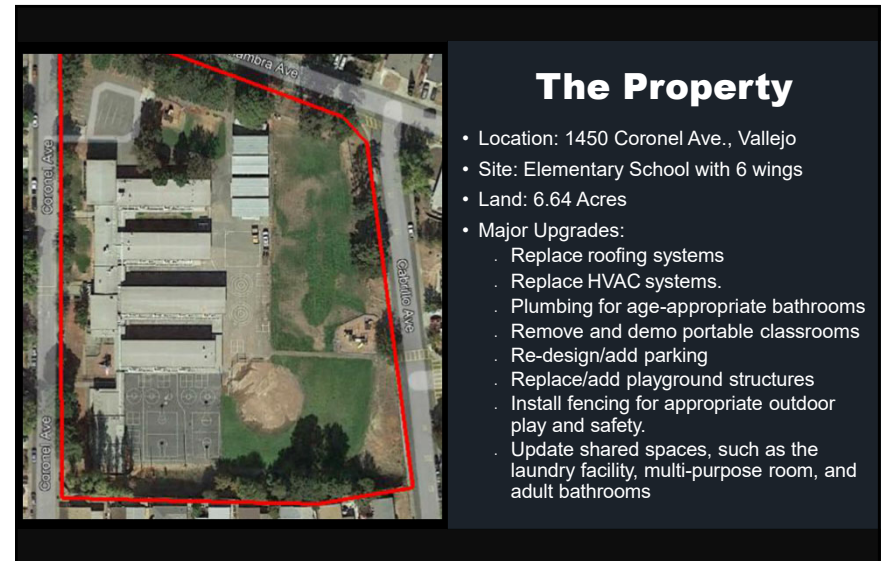 ambra Ave
Coronel Ave
Cabrillo Ave
Coronel Ave
The Property
• Location: 1450 Coronel Ave., Vallejo
• Site: Elementary School with 6 wings
• Land: 6.64 Acres
• Major Upgrades:
. Replace roofing systems
. Replace HVAC systems.
. Plumbing for age-appropriate bathrooms
. Remove and demo portable classrooms
. Re-design/add parking
. Replace/add playground structures
. Install fencing for appropriate outdoor
play and safety.
. Update shared spaces, such as the
laundry facility, multi-purpose room, and
adult bathrooms